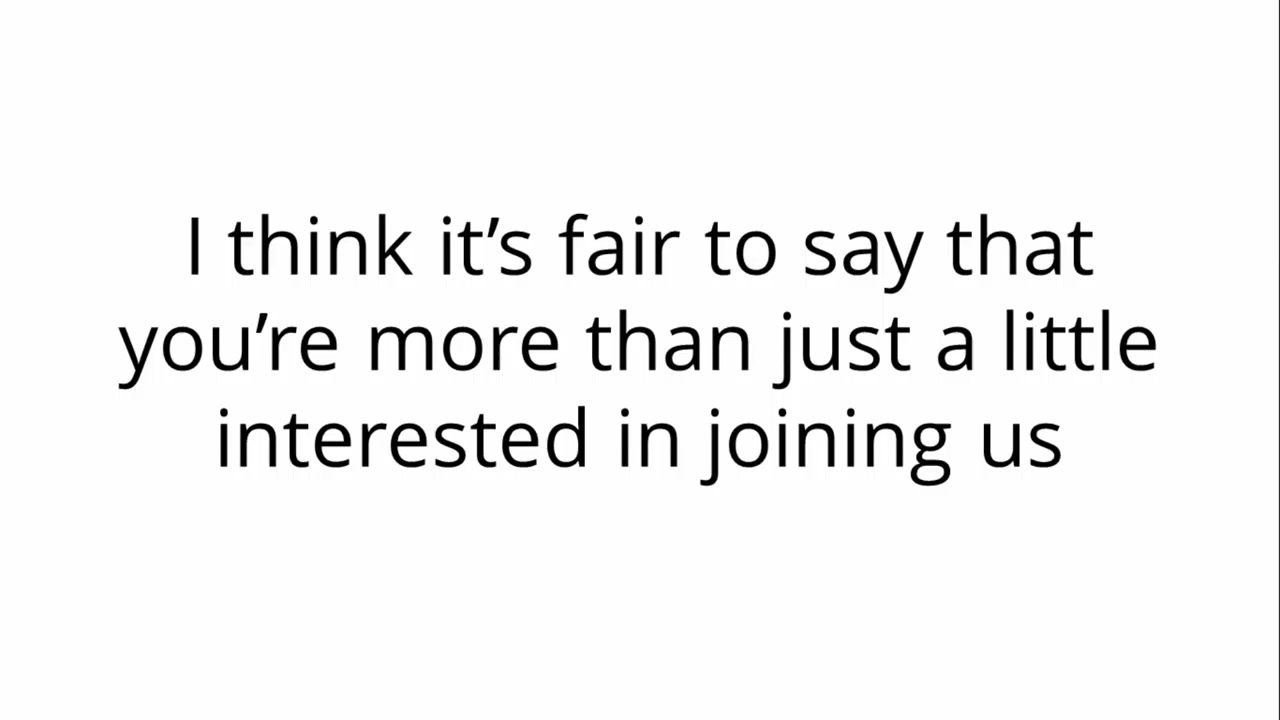 I think it’s fair to say that
you’re more than just a little
interested in joining us